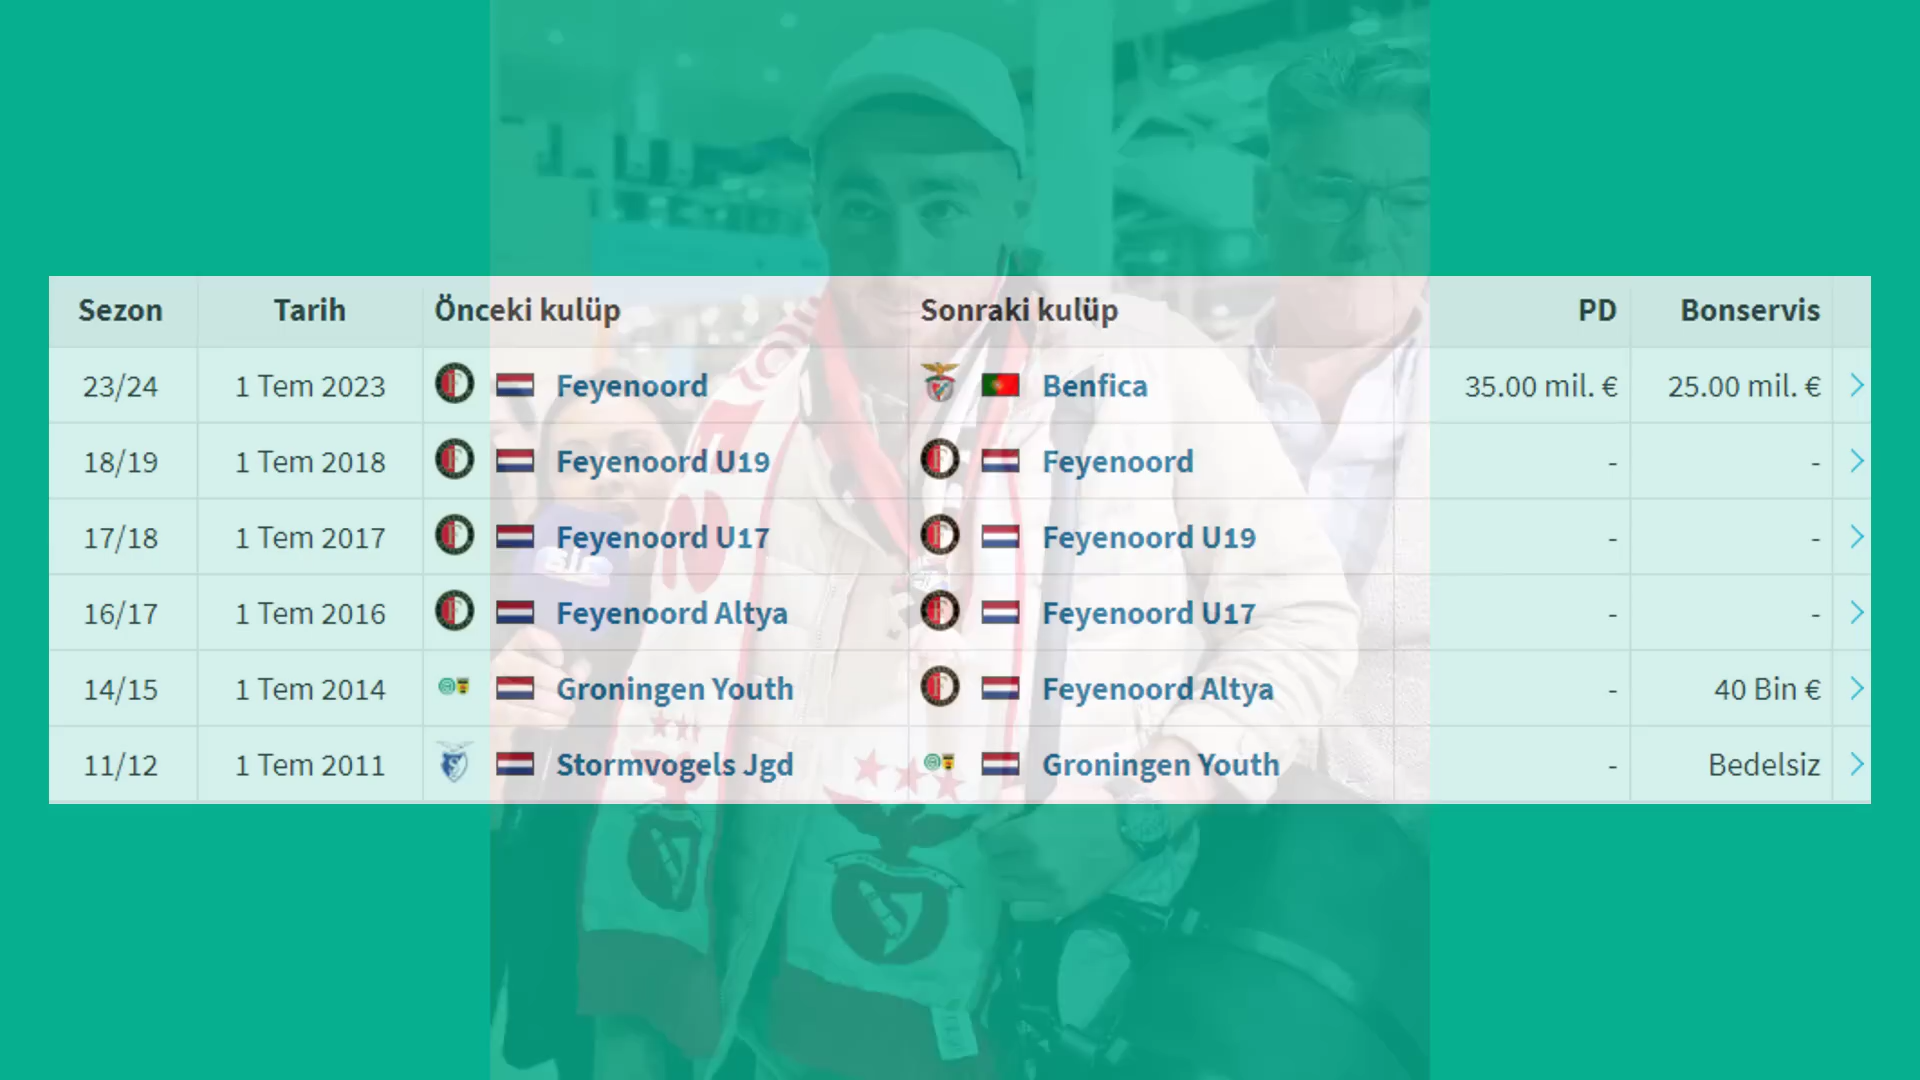 Sezon Tarih Önceki kulüp Sonraki kulüp PD Bonservis
23/24 1 Tem 2023 Feyenoord Benfica 35.00 mil. € 25.00 mil. €
18/19 1 Tem 2018 Feyenoord U19 Feyenoord - -
17/18 1 Tem 2017 Feyenoord U17 Feyenoord U19 - -
16/17 1 Tem 2016 Feyenoord Altya Feyenoord U17 - -
14/15 1 Tem 2014 Groningen Youth Feyenoord Altya - 40 Bin €
11/12 1 Tem 2011 Stormvogels Jgd Groningen Youth - Bedelsiz